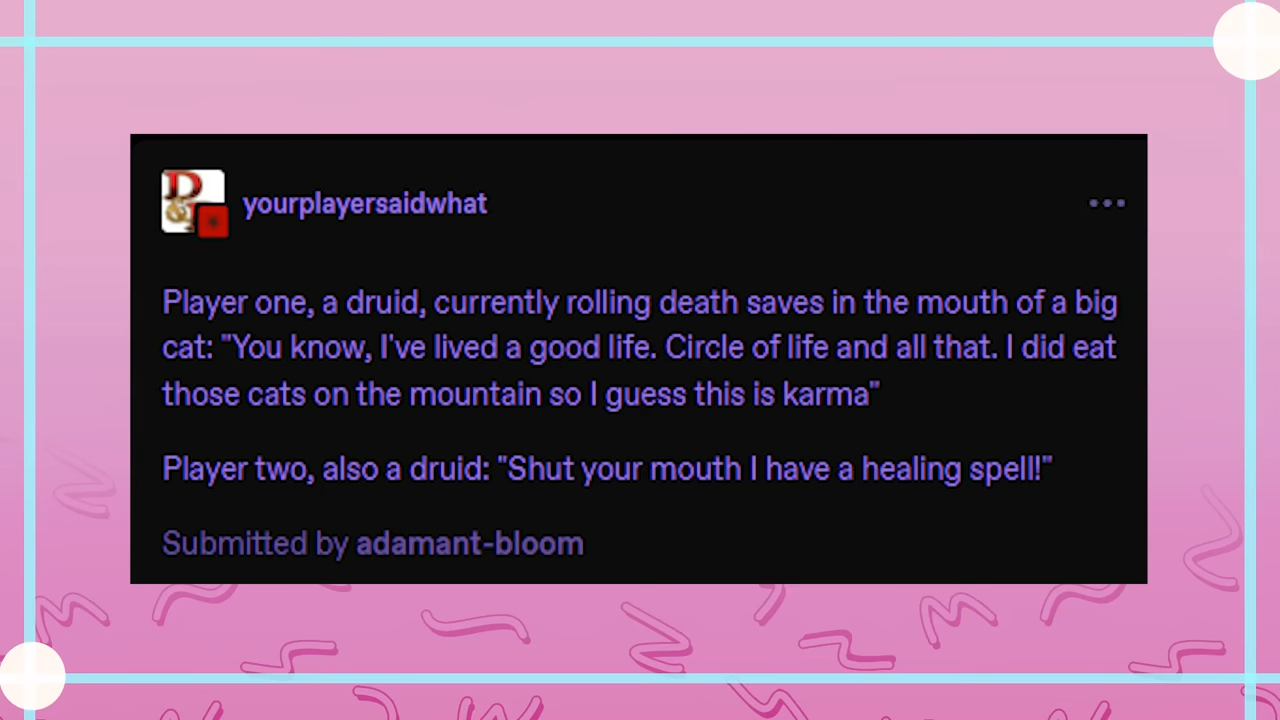 D
&
yourplayersaidwhat
Player one, a druid, currently rolling death saves in the mouth of a big
cat: "You know, I've lived a good life. Circle of life and all that. I did eat
those cats on the mountain so I guess this is karma"
Player two, also a druid: "Shut your mouth I have a healing spell!"
Submitted by adamant-bloom